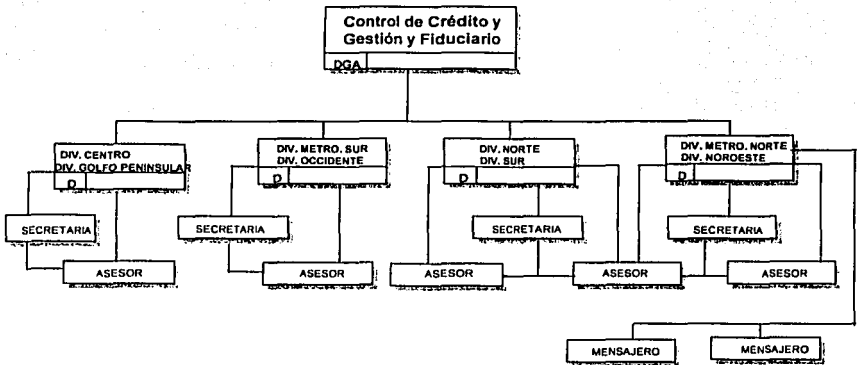 Control de Crédito y
Gestión y Fiduciario
DGA
DIV. CENTRO
DIV. GOLFO PENINSULAR
D
DIV. METRO. SUR
DIV. OCCIDENTE
D
DIV. NORTE
DIV. SUR
D
DIV. METRO. NORTE
DIV. NOROESTE
D
SECRETARIA
SECRETARIA
SECRETARIA
SECRETARIA
ASESOR
ASESOR
ASESOR
ASESOR
ASESOR
MENSAJERO
MENSAJERO